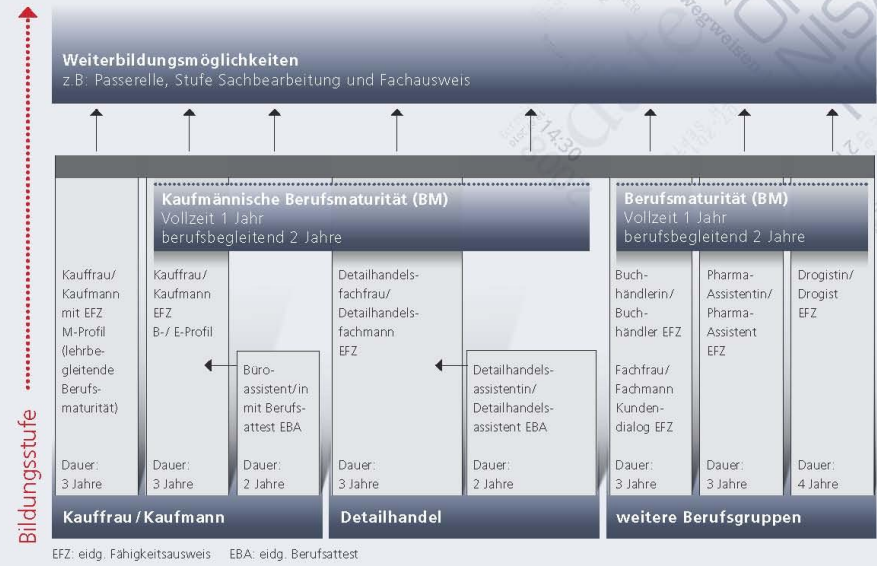 Weiterbildungsmöglichkeiten
z.B: Passerelle, Stufe Sachbearbeitung und Fachausweis
wegweisen
14:30
Kaufmännische Berufsmaturität (BM)
Vollzeit 1 Jahr
berufsbegleitend 2 Jahre
Berufsmaturität (BM)
Vollzeit 1 Jahr
berufsbegleitend 2 Jahre
Kauffrau/
Kaufmann
mit EFZ
M-Profil
(lehrbe-
gleitende
Berufs-
maturität)
Dauer:
3 Jahre
Kauffrau/
Kaufmann
EFZ
B-/ E-Profil
Dauer:
3 Jahre
Büro-
assistent/in
mit Berufs-
attest EBA
Dauer:
2 Jahre
Detailhandels-
fachfrau/
Detailhandels-
fachmann
EFZ
Dauer:
3 Jahre
Detailhandels-
assistentin/
Detailhandels-
assistent EBA
Dauer:
2 Jahre
Buch-
händlerin/
Buch-
händler EFZ
Fachfrau/
Fachmann
Kunden-
dialog EFZ
Dauer:
3 Jahre
Pharma-
Assistentin/
Pharma-
Assistent
EFZ
Dauer:
3 Jahre
Drogistin/
Drogist
EFZ
Dauer:
4 Jahre
Kauffrau/Kaufmann
Detailhandel
weitere Berufsgruppen
Bildungsstufe
EFZ: eidg. Fähigkeitsausweis EBA: eidg. Berufsattest